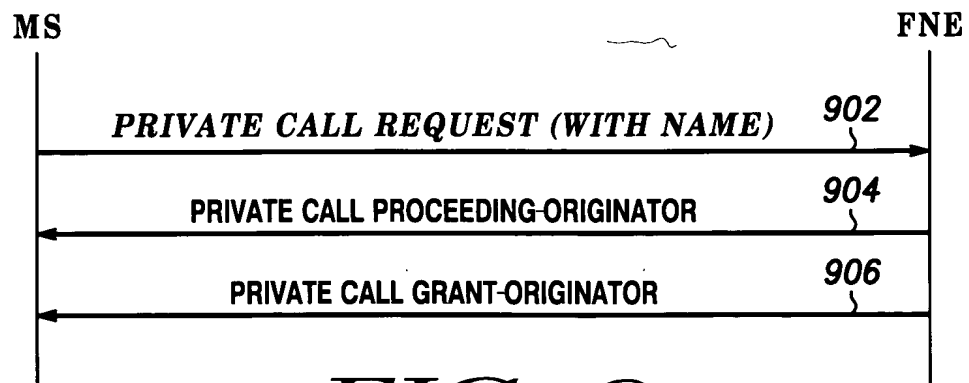 MS FNE
PRIVATE CALL REQUEST (WITH NAME) 902
PRIVATE CALL PROCEEDING-ORIGINATOR 904
PRIVATE CALL GRANT-ORIGINATOR 906